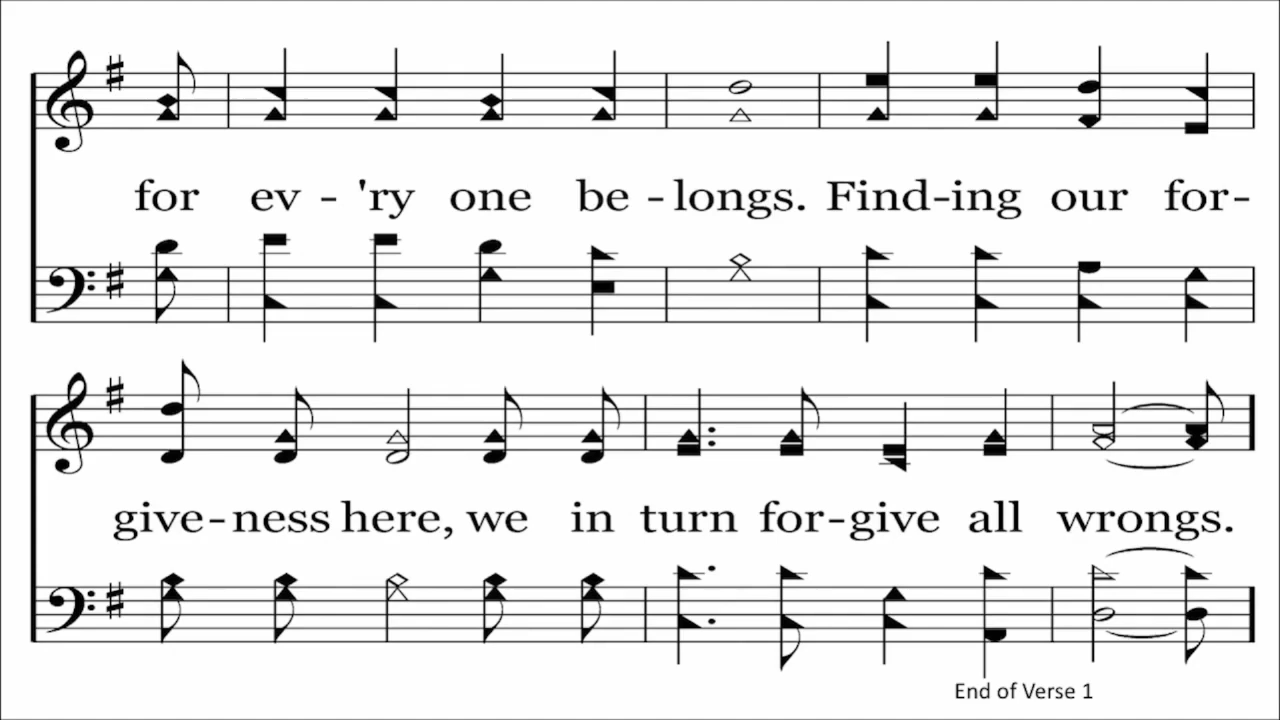 for ev - 'ry one be - longs. Find-ing our for-
give-ness here, we in turn for-give all wrongs.
End of Verse 1